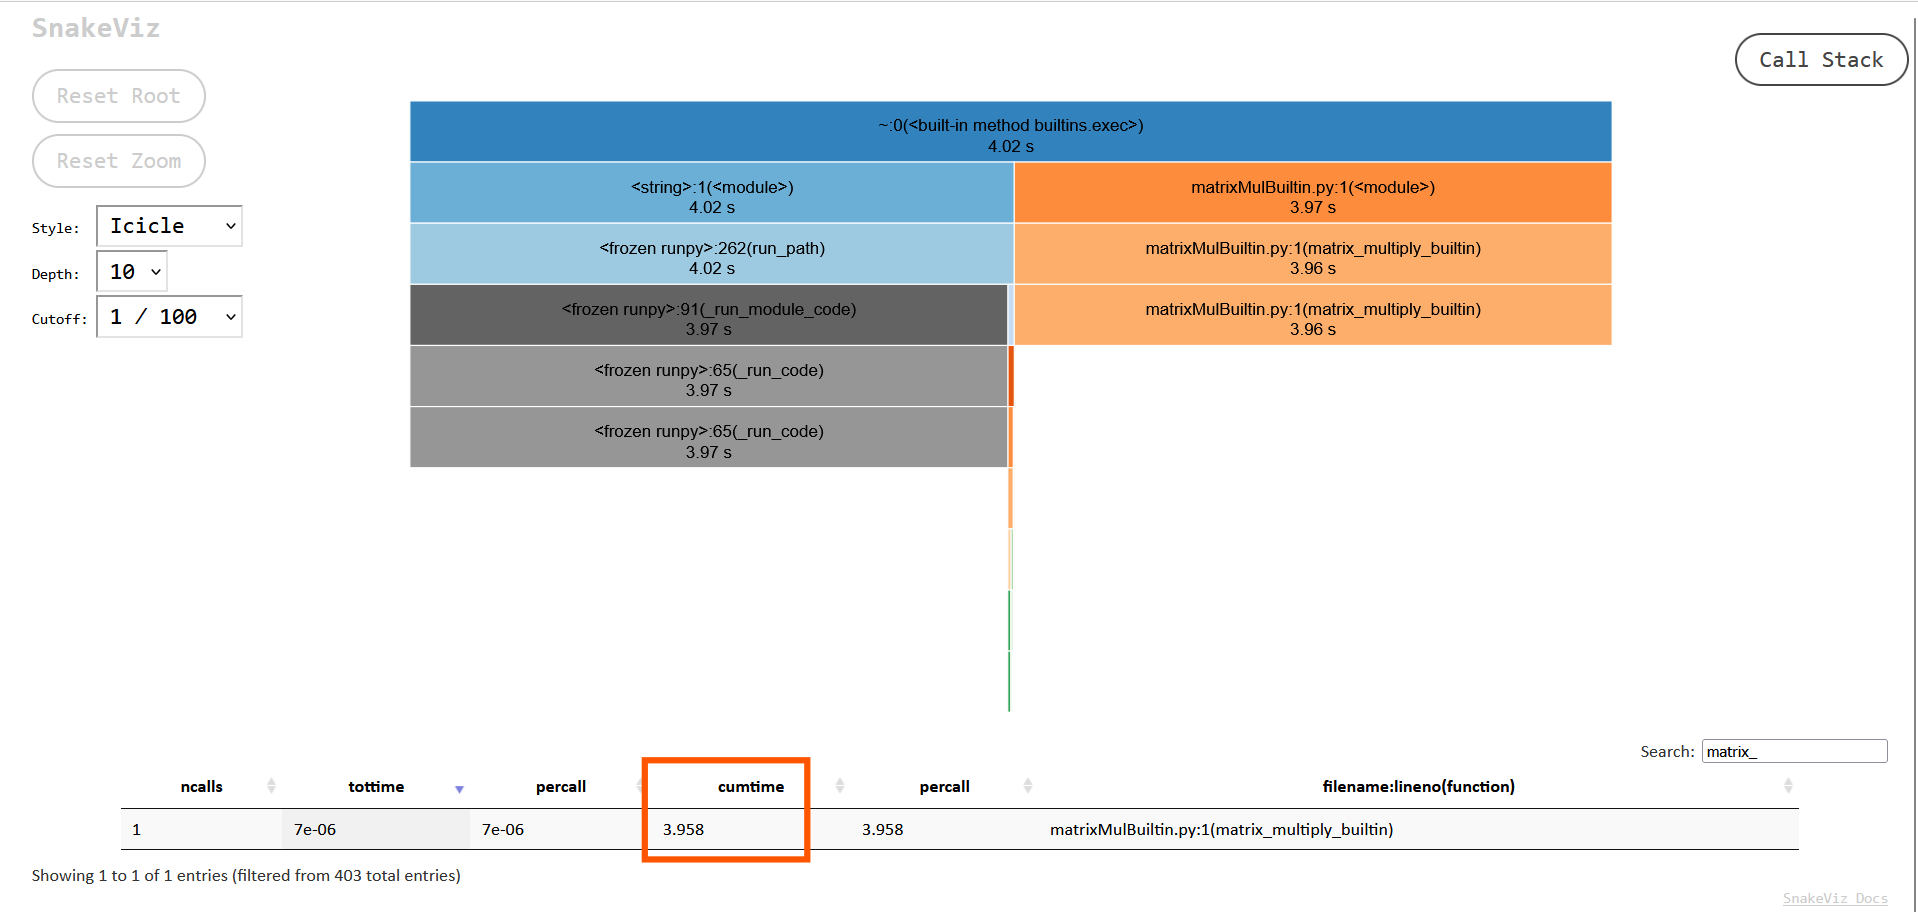 SnakeViz
Call Stack
Reset Root
Reset Zoom
Style: Icicle
Depth: 10
Cutoff: 1 / 100
~:0(<built-in method builtins.exec>)
4.02 s
<string>:1(<module>)
4.02 s
matrixMulBuiltin.py:1(<module>)
3.97 s
<frozen runpy>:262(run_path)
4.02 s
matrixMulBuiltin.py:1(matrix_multiply_builtin)
3.96 s
<frozen runpy>:91(_run_module_code)
3.97 s
matrixMulBuiltin.py:1(matrix_multiply_builtin)
3.96 s
<frozen runpy>:65(_run_code)
3.97 s
<frozen runpy>:65(_run_code)
3.97 s
Search: matrix_
ncalls tottime percall cumtime percall filename:lineno(function)
1 7e-06 7e-06 3.958 3.958 matrixMulBuiltin.py:1(matrix_multiply_builtin)
Showing 1 to 1 of 1 entries (filtered from 403 total entries)
SnakeViz Docs